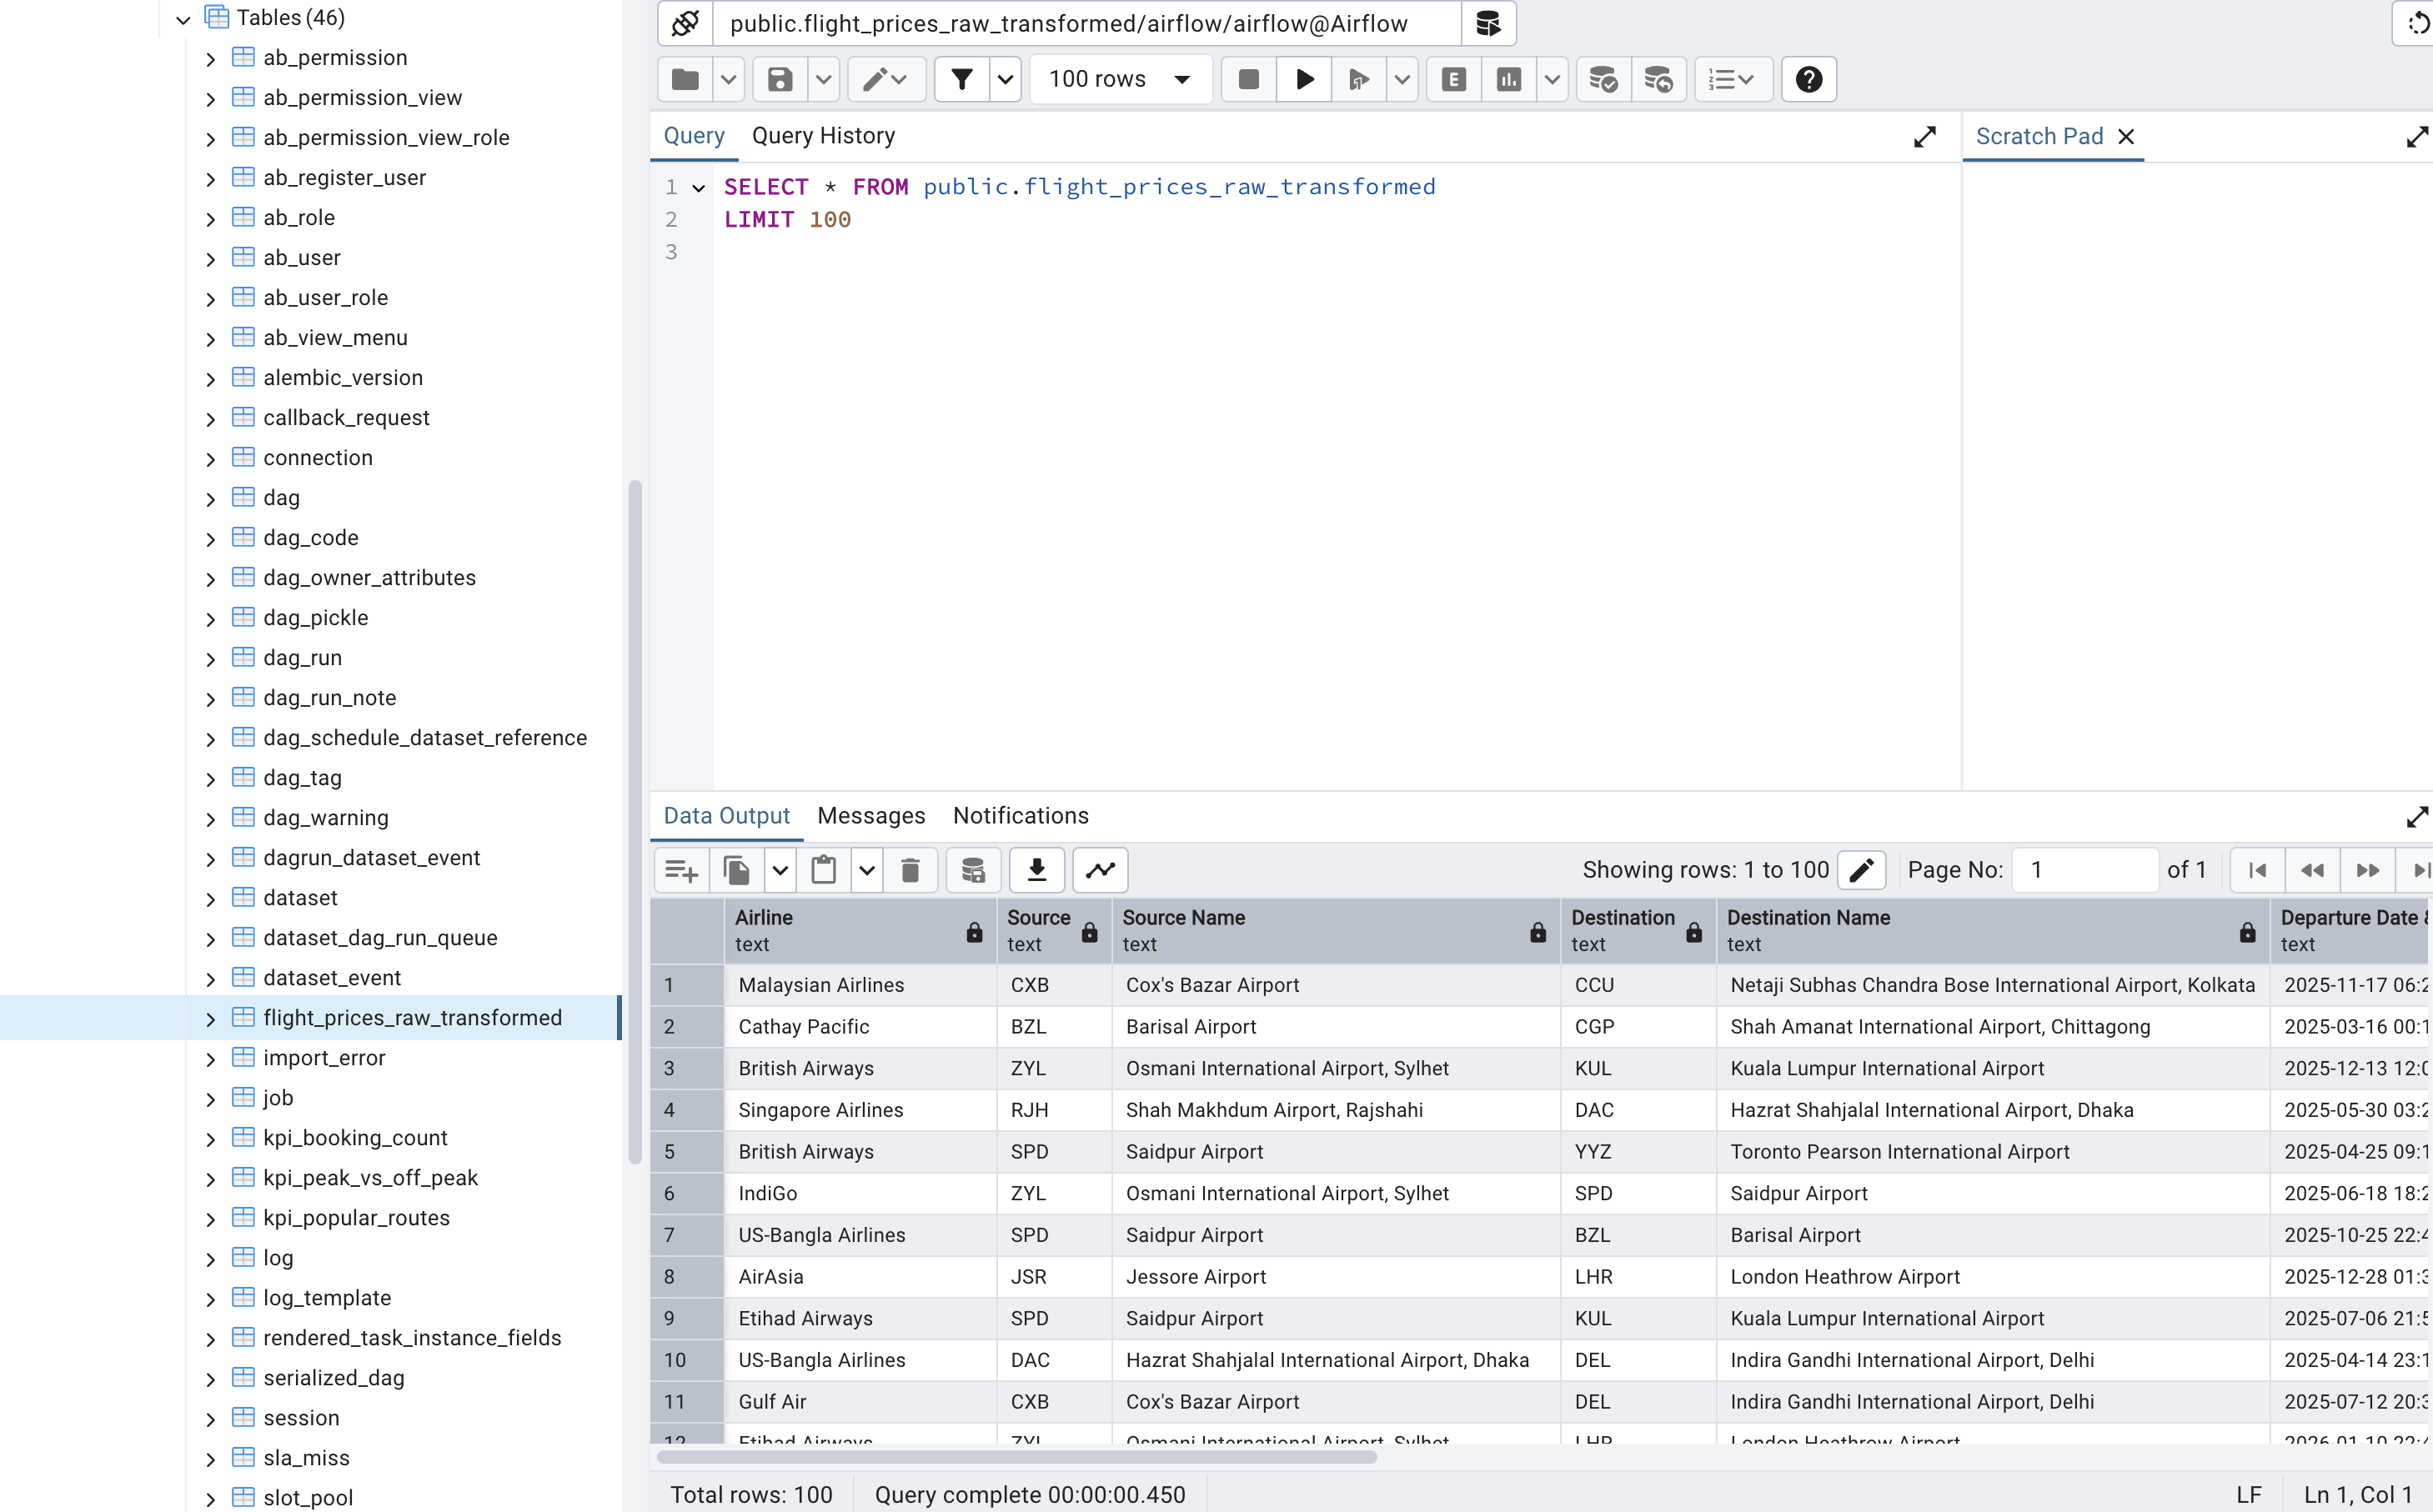 Tables (46)
ab_permission
ab_permission_view
ab_permission_view_role
ab_register_user
ab_role
ab_user
ab_user_role
ab_view_menu
alembic_version
callback_request
connection
dag
dag_code
dag_owner_attributes
dag_pickle
dag_run
dag_run_note
dag_schedule_dataset_reference
dag_tag
dag_warning
dagrun_dataset_event
dataset
dataset_dag_run_queue
dataset_event
flight_prices_raw_transformed
import_error
job
kpi_booking_count
kpi_peak_vs_off_peak
kpi_popular_routes
log
log_template
rendered_task_instance_fields
serialized_dag
session
sla_miss
slot_pool
public.flight_prices_raw_transformed/airflow/airflow@Airflow
100 rows
E
Query Query History
Scratch Pad
1 SELECT * FROM public.flight_prices_raw_transformed
2 LIMIT 100
3
Data Output Messages Notifications
Showing rows: 1 to 100 Page No: 1 of 1
Airline Source Source Name Destination Destination Name Departure Date
text text text text text text
1 Malaysian Airlines CXB Cox's Bazar Airport CCU Netaji Subhas Chandra Bose International Airport, Kolkata 2025-11-17 06:2
2 Cathay Pacific BZL Barisal Airport CGP Shah Amanat International Airport, Chittagong 2025-03-16 00:1
3 British Airways ZYL Osmani International Airport, Sylhet KUL Kuala Lumpur International Airport 2025-12-13 12:0
4 Singapore Airlines RJH Shah Makhdum Airport, Rajshahi DAC Hazrat Shahjalal International Airport, Dhaka 2025-05-30 03:2
5 British Airways SPD Saidpur Airport YYZ Toronto Pearson International Airport 2025-04-25 09:1
6 IndiGo ZYL Osmani International Airport, Sylhet SPD Saidpur Airport 2025-06-18 18:2
7 US-Bangla Airlines SPD Saidpur Airport BZL Barisal Airport 2025-10-25 22:4
8 AirAsia JSR Jessore Airport LHR London Heathrow Airport 2025-12-28 01:3
9 Etihad Airways SPD Saidpur Airport KUL Kuala Lumpur International Airport 2025-07-06 21:5
10 US-Bangla Airlines DAC Hazrat Shahjalal International Airport, Dhaka DEL Indira Gandhi International Airport, Delhi 2025-04-14 23:1
11 Gulf Air CXB Cox's Bazar Airport DEL Indira Gandhi International Airport, Delhi 2025-07-12 20:3
12 Etihad Airways ZYL Osmani International Airport, Sylhet LHR London Heathrow Airport 2026-01-10 22:4
Total rows: 100 Query complete 00:00:00.450 LF Ln 1, Col 1